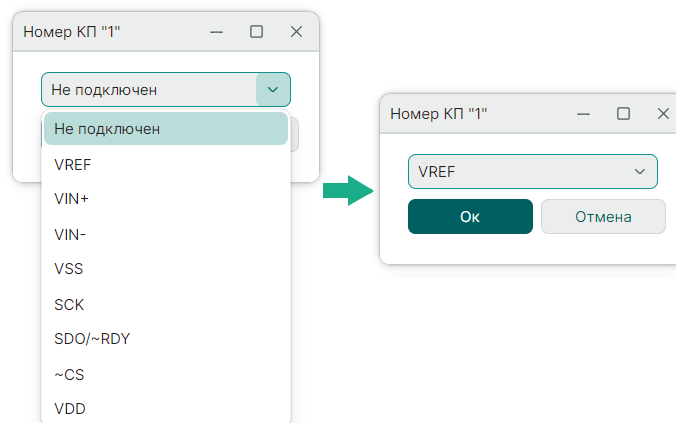 Номер КП "1"
Не подключен
Не подключен
VREF
VIN+
VIN-
VSS
SCK
SDO/~RDY
~CS
VDD
Номер КП "1"
VREF
Ок
Отмена